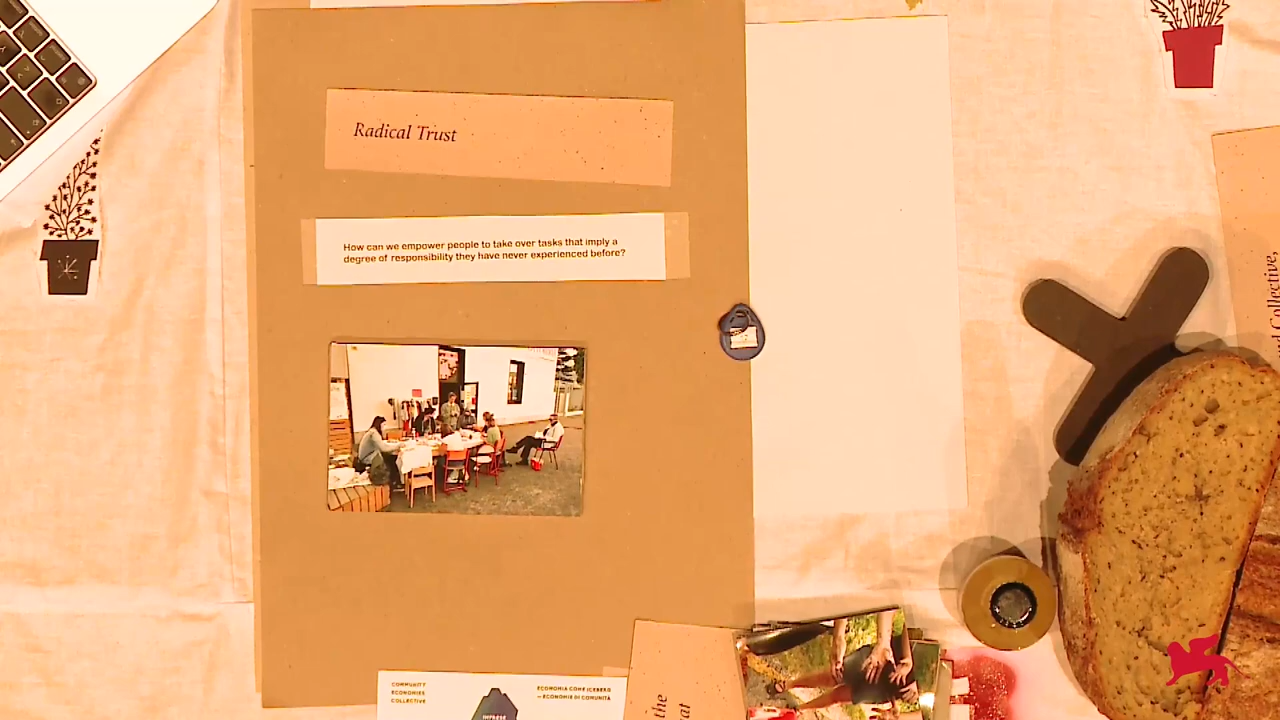 Radical Trust
How can we empower people to take over tasks that imply a
degree of responsibility they have never experienced before?
Collective,
COMMUNITY
ECONOMIES
COLLECTIVE
ECONOMIA COME ICEBERG
— ECONOMIE DI COMUNITÀ
IMPRESE
the